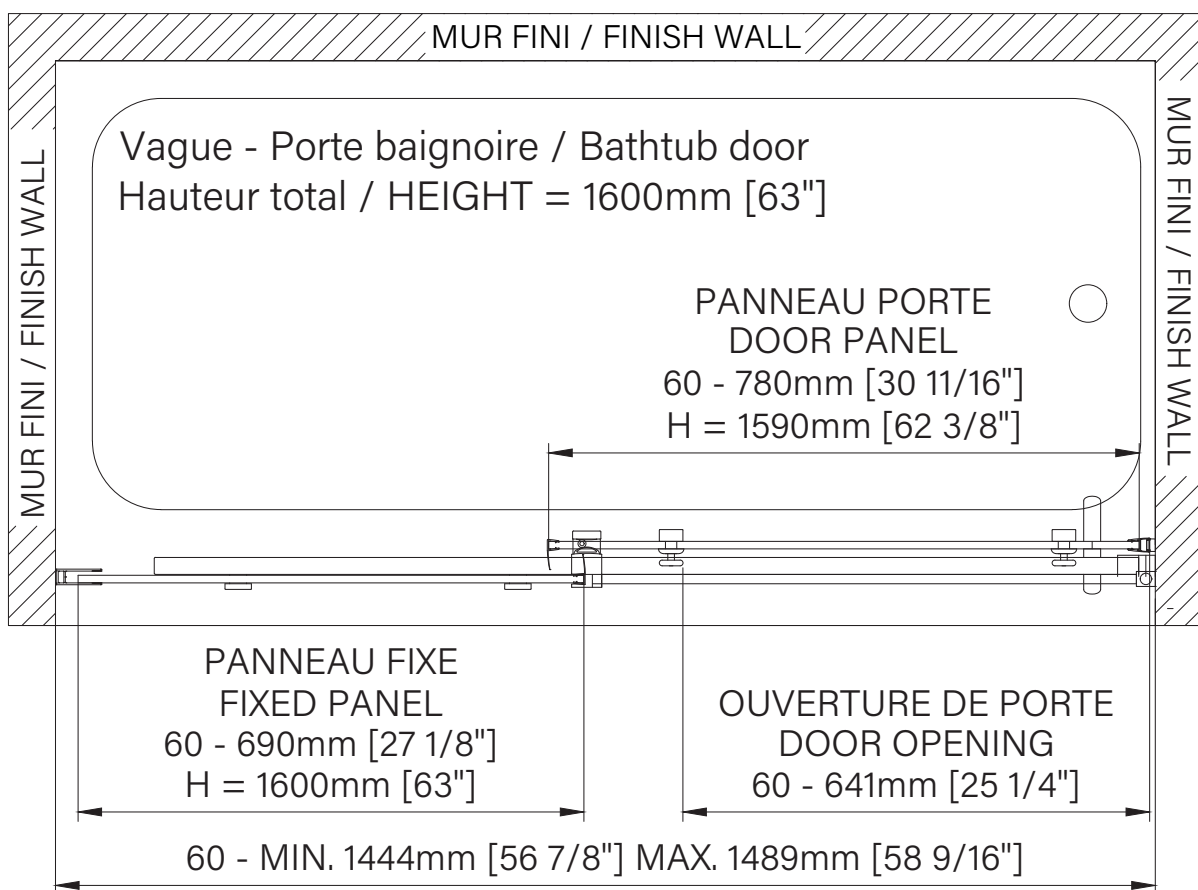 MUR FINI / FINISH WALL
MUR FINI / FINISH WALL
MUR FINI / FINISH WALL
Vague - Porte baignoire / Bathtub door
Hauteur total / HEIGHT = 1600mm [63"]
PANNEAU PORTE
DOOR PANEL
60 - 780mm [30 11/16"]
H = 1590mm [62 3/8"]
PANNEAU FIXE
FIXED PANEL
60 - 690mm [27 1/8"]
H = 1600mm [63"]
OUVERTURE DE PORTE
DOOR OPENING
60 - 641mm [25 1/4"]
60 - MIN. 1444mm [56 7/8"] MAX. 1489mm [58 9/16"]